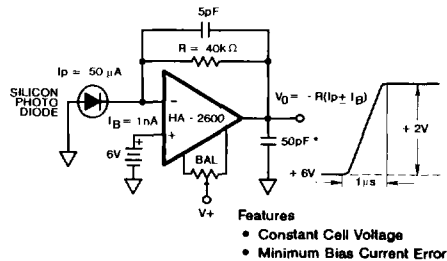 5pF
R = 40kΩ
Ip = 50 μA
SILICON
PHOTO
DIODE
IB = 1nA
HA - 2600
-
+
+
6V
BAL
V+
VO = - R(Ip ± IB)
50pF *
+ 2V
+ 6V
1μs
Features
• Constant Cell Voltage
• Minimum Bias Current Error